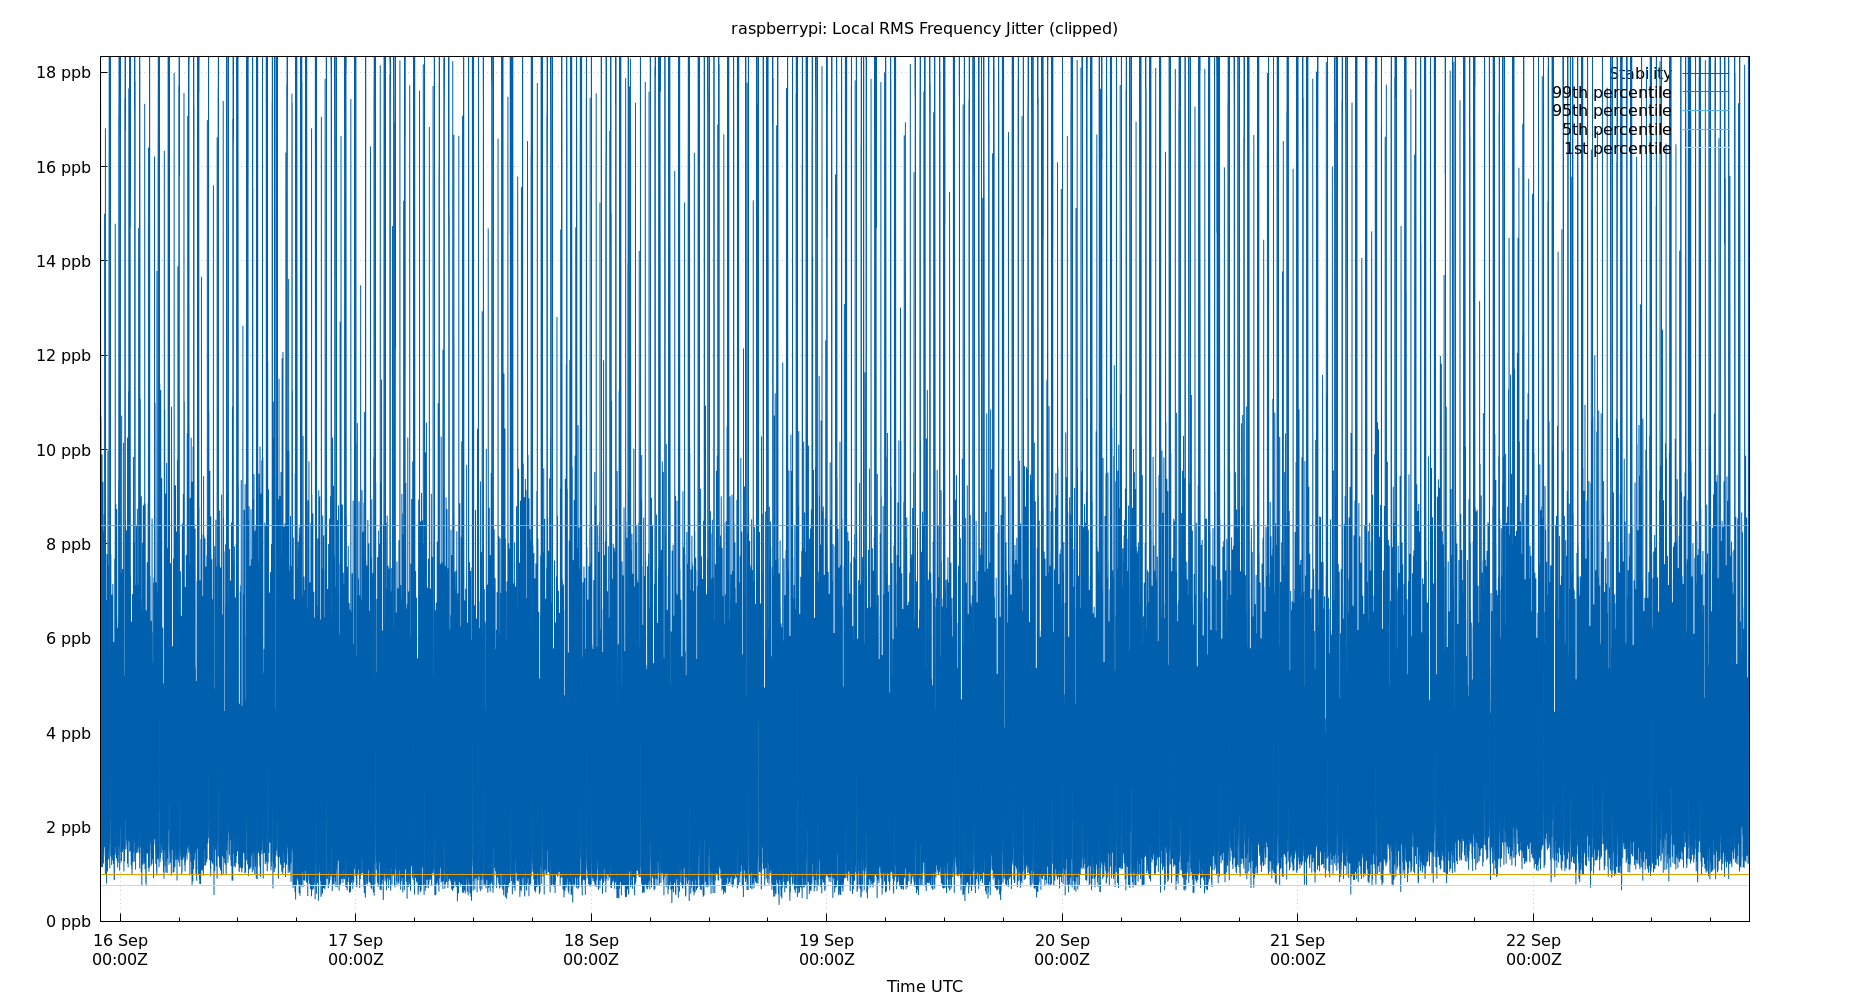 raspberrypi: Local RMS Frequency Jitter (clipped)
18 ppb
16 ppb
14 ppb
12 ppb
10 ppb
8 ppb
6 ppb
4 ppb
2 ppb
0 ppb
Stability
99th percentile
95th percentile
5th percentile
1st percentile
16 Sep
00:00Z
17 Sep
00:00Z
18 Sep
00:00Z
19 Sep
00:00Z
20 Sep
00:00Z
21 Sep
00:00Z
22 Sep
00:00Z
Time UTC